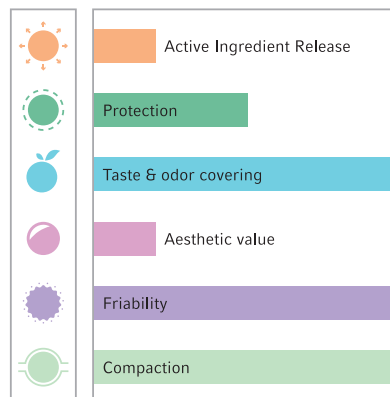 Active Ingredient Release
Protection
Taste & odor covering
Aesthetic value
Friability
Compaction